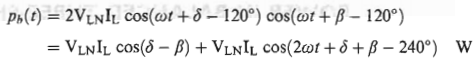 p_b(t) = 2V_LN I_L cos(ωt + δ − 120°) cos(ωt + β − 120°)
= V_LN I_L cos(δ − β) + V_LN I_L cos(2ωt + δ + β − 240°) W